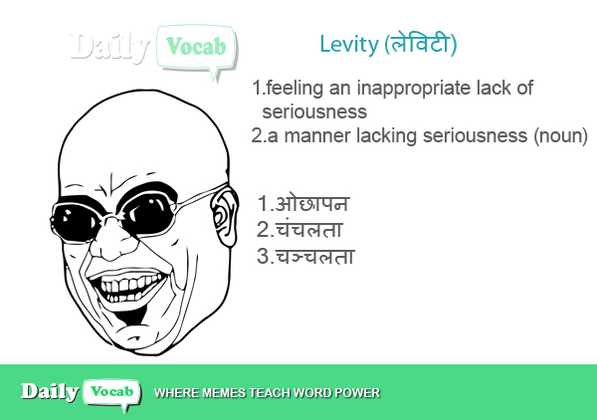 Daily Vocab
Levity (लेविटी)
1.feeling an inappropriate lack of
seriousness
2.a manner lacking seriousness (noun)
1.ओछापन
2.चंचलता
3.चञ्चलता
Daily Vocab WHERE MEMES TEACH WORD POWER